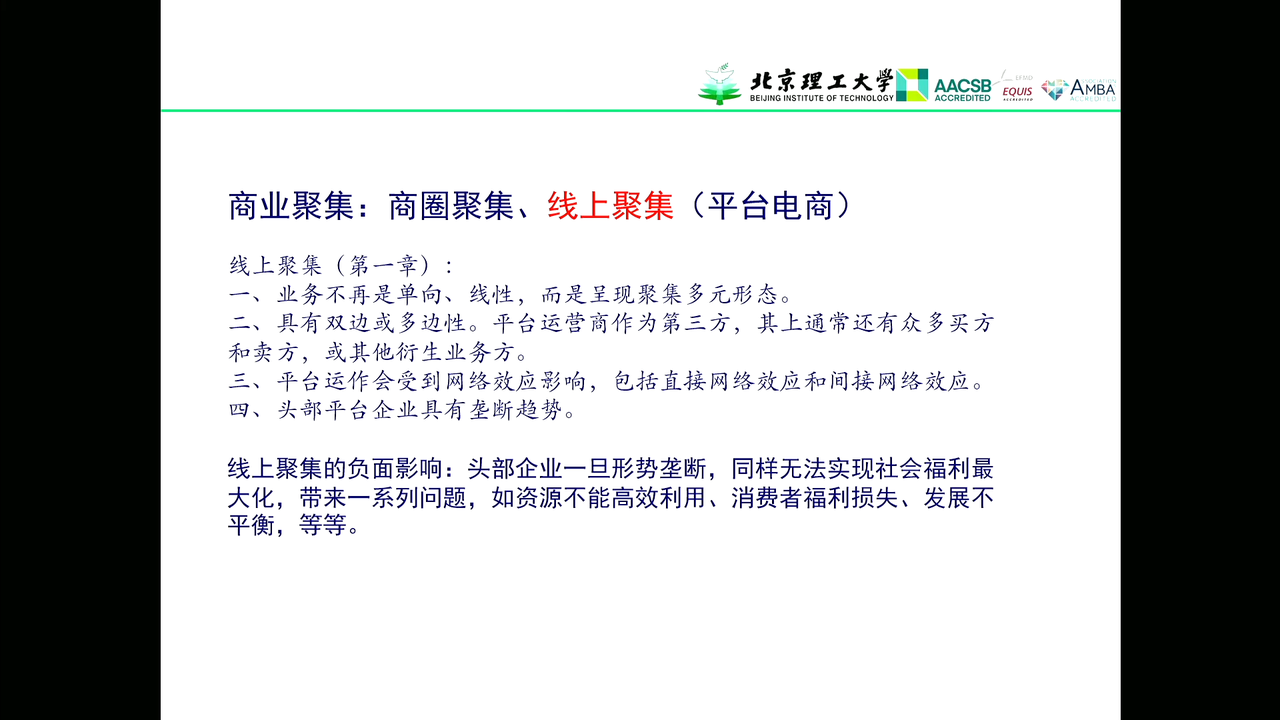 北京理工大学
BEIJING INSTITUTE OF TECHNOLOGY
AACSB
ACCREDITED
EFMD
EQUIS
ACCREDITED
ASSOCIATION
AMBA
ACCREDITED
商业聚集：商圈聚集、线上聚集（平台电商）
线上聚集（第一章）：
一、业务不再是单向、线性，而是呈现聚集多元形态。
二、具有双边或多边性。平台运营商作为第三方，其上通常还有众多买方
和卖方，或其他衍生业务方。
三、平台运作会受到网络效应影响，包括直接网络效应和间接网络效应。
四、头部平台企业具有垄断趋势。
线上聚集的负面影响：头部企业一旦形势垄断，同样无法实现社会福利最
大化，带来一系列问题，如资源不能高效利用、消费者福利损失、发展不
平衡，等等。